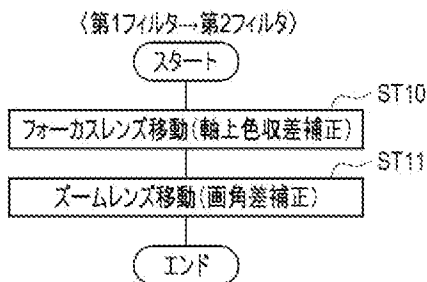 〈第1フィルタ→第2フィルタ〉
スタート
ST10
フォーカスレンズ移動(軸上色収差補正)
ST11
ズームレンズ移動(画角差補正)
エンド